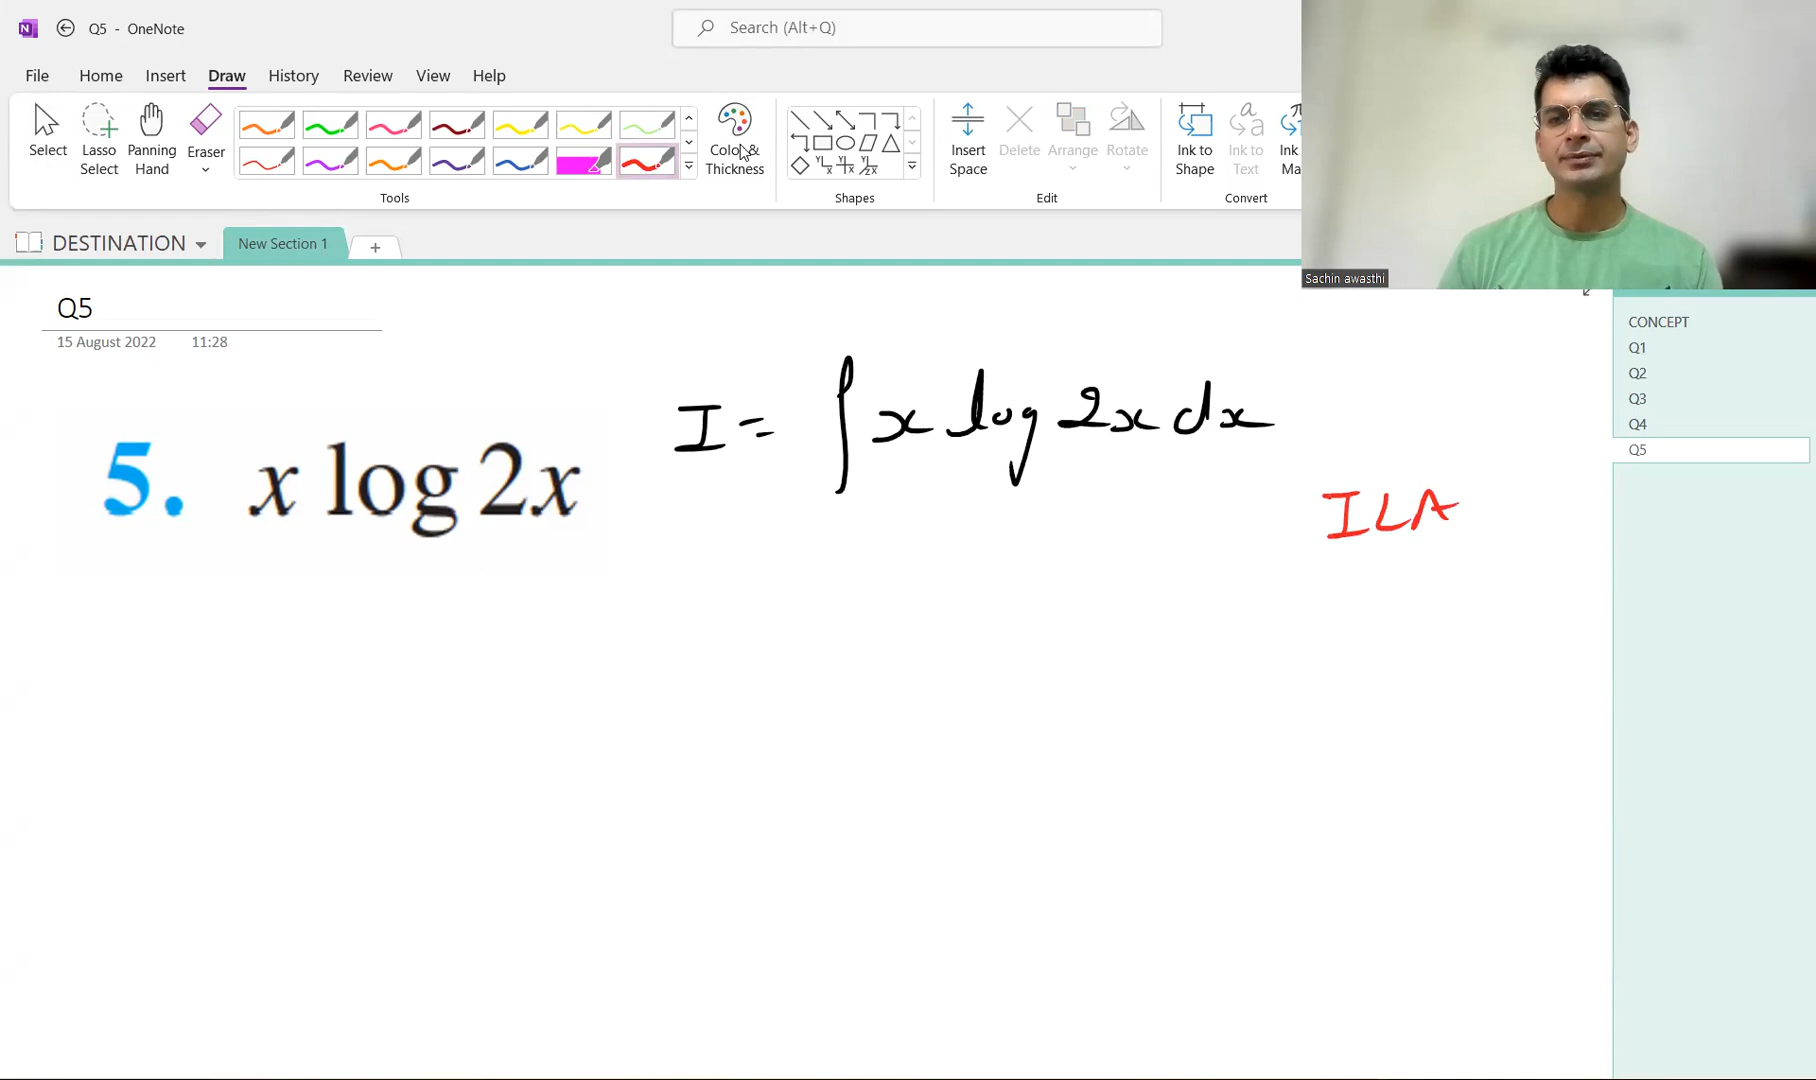 Q5 - OneNote
Search (Alt+Q)
File Home Insert Draw History Review View Help
Select
Lasso Select
Panning Hand
Eraser
Color & Thickness
Insert Space
Delete
Arrange
Rotate
Ink to Shape
Ink to Text
Ink Ma
Tools
Shapes
Edit
Convert
DESTINATION
New Section 1
Sachin awasthi
Q5
15 August 2022 11:28
5. x log 2x
I = ∫ x log 2x dx
ILA
CONCEPT
Q1
Q2
Q3
Q4
Q5